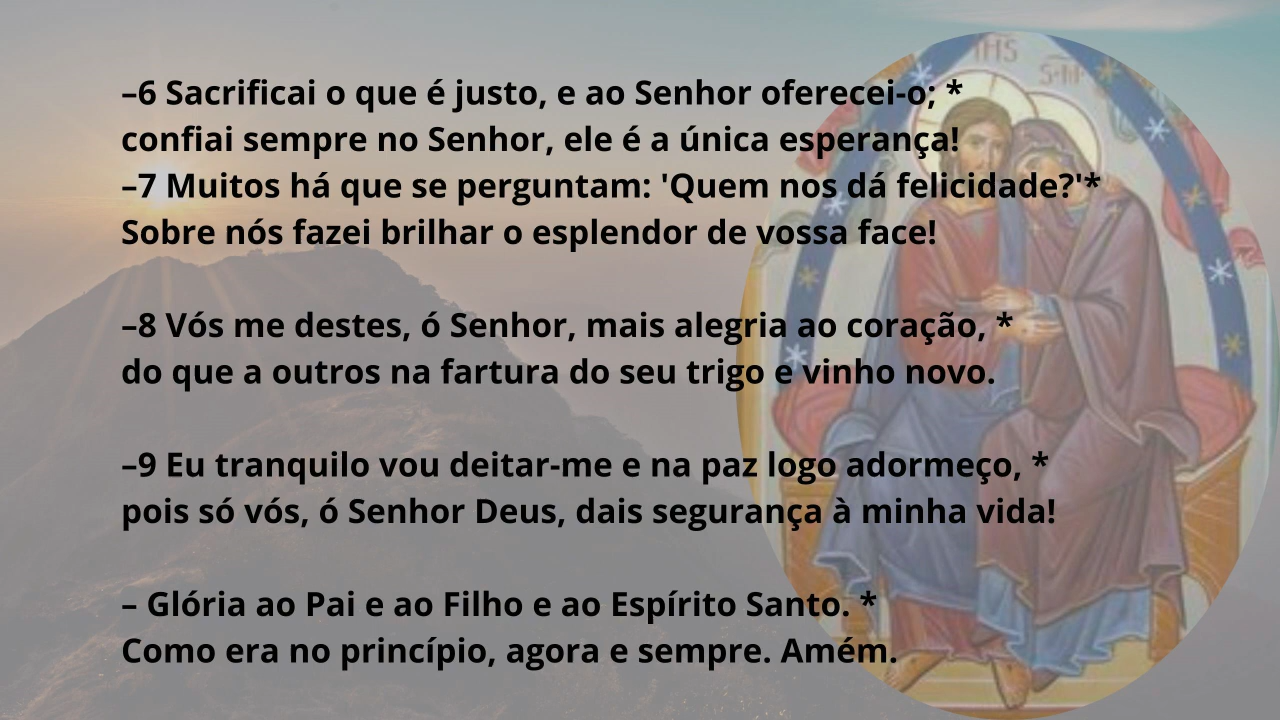 –6 Sacrificai o que é justo, e ao Senhor oferecei-o; *
confiai sempre no Senhor, ele é a única esperança!
–7 Muitos há que se perguntam: 'Quem nos dá felicidade?'*
Sobre nós fazei brilhar o esplendor de vossa face!
–8 Vós me destes, ó Senhor, mais alegria ao coração, *
do que a outros na fartura do seu trigo e vinho novo.
–9 Eu tranquilo vou deitar-me e na paz logo adormeço, *
pois só vós, ó Senhor Deus, dais segurança à minha vida!
– Glória ao Pai e ao Filho e ao Espírito Santo. *
Como era no princípio, agora e sempre. Amém.
IHS